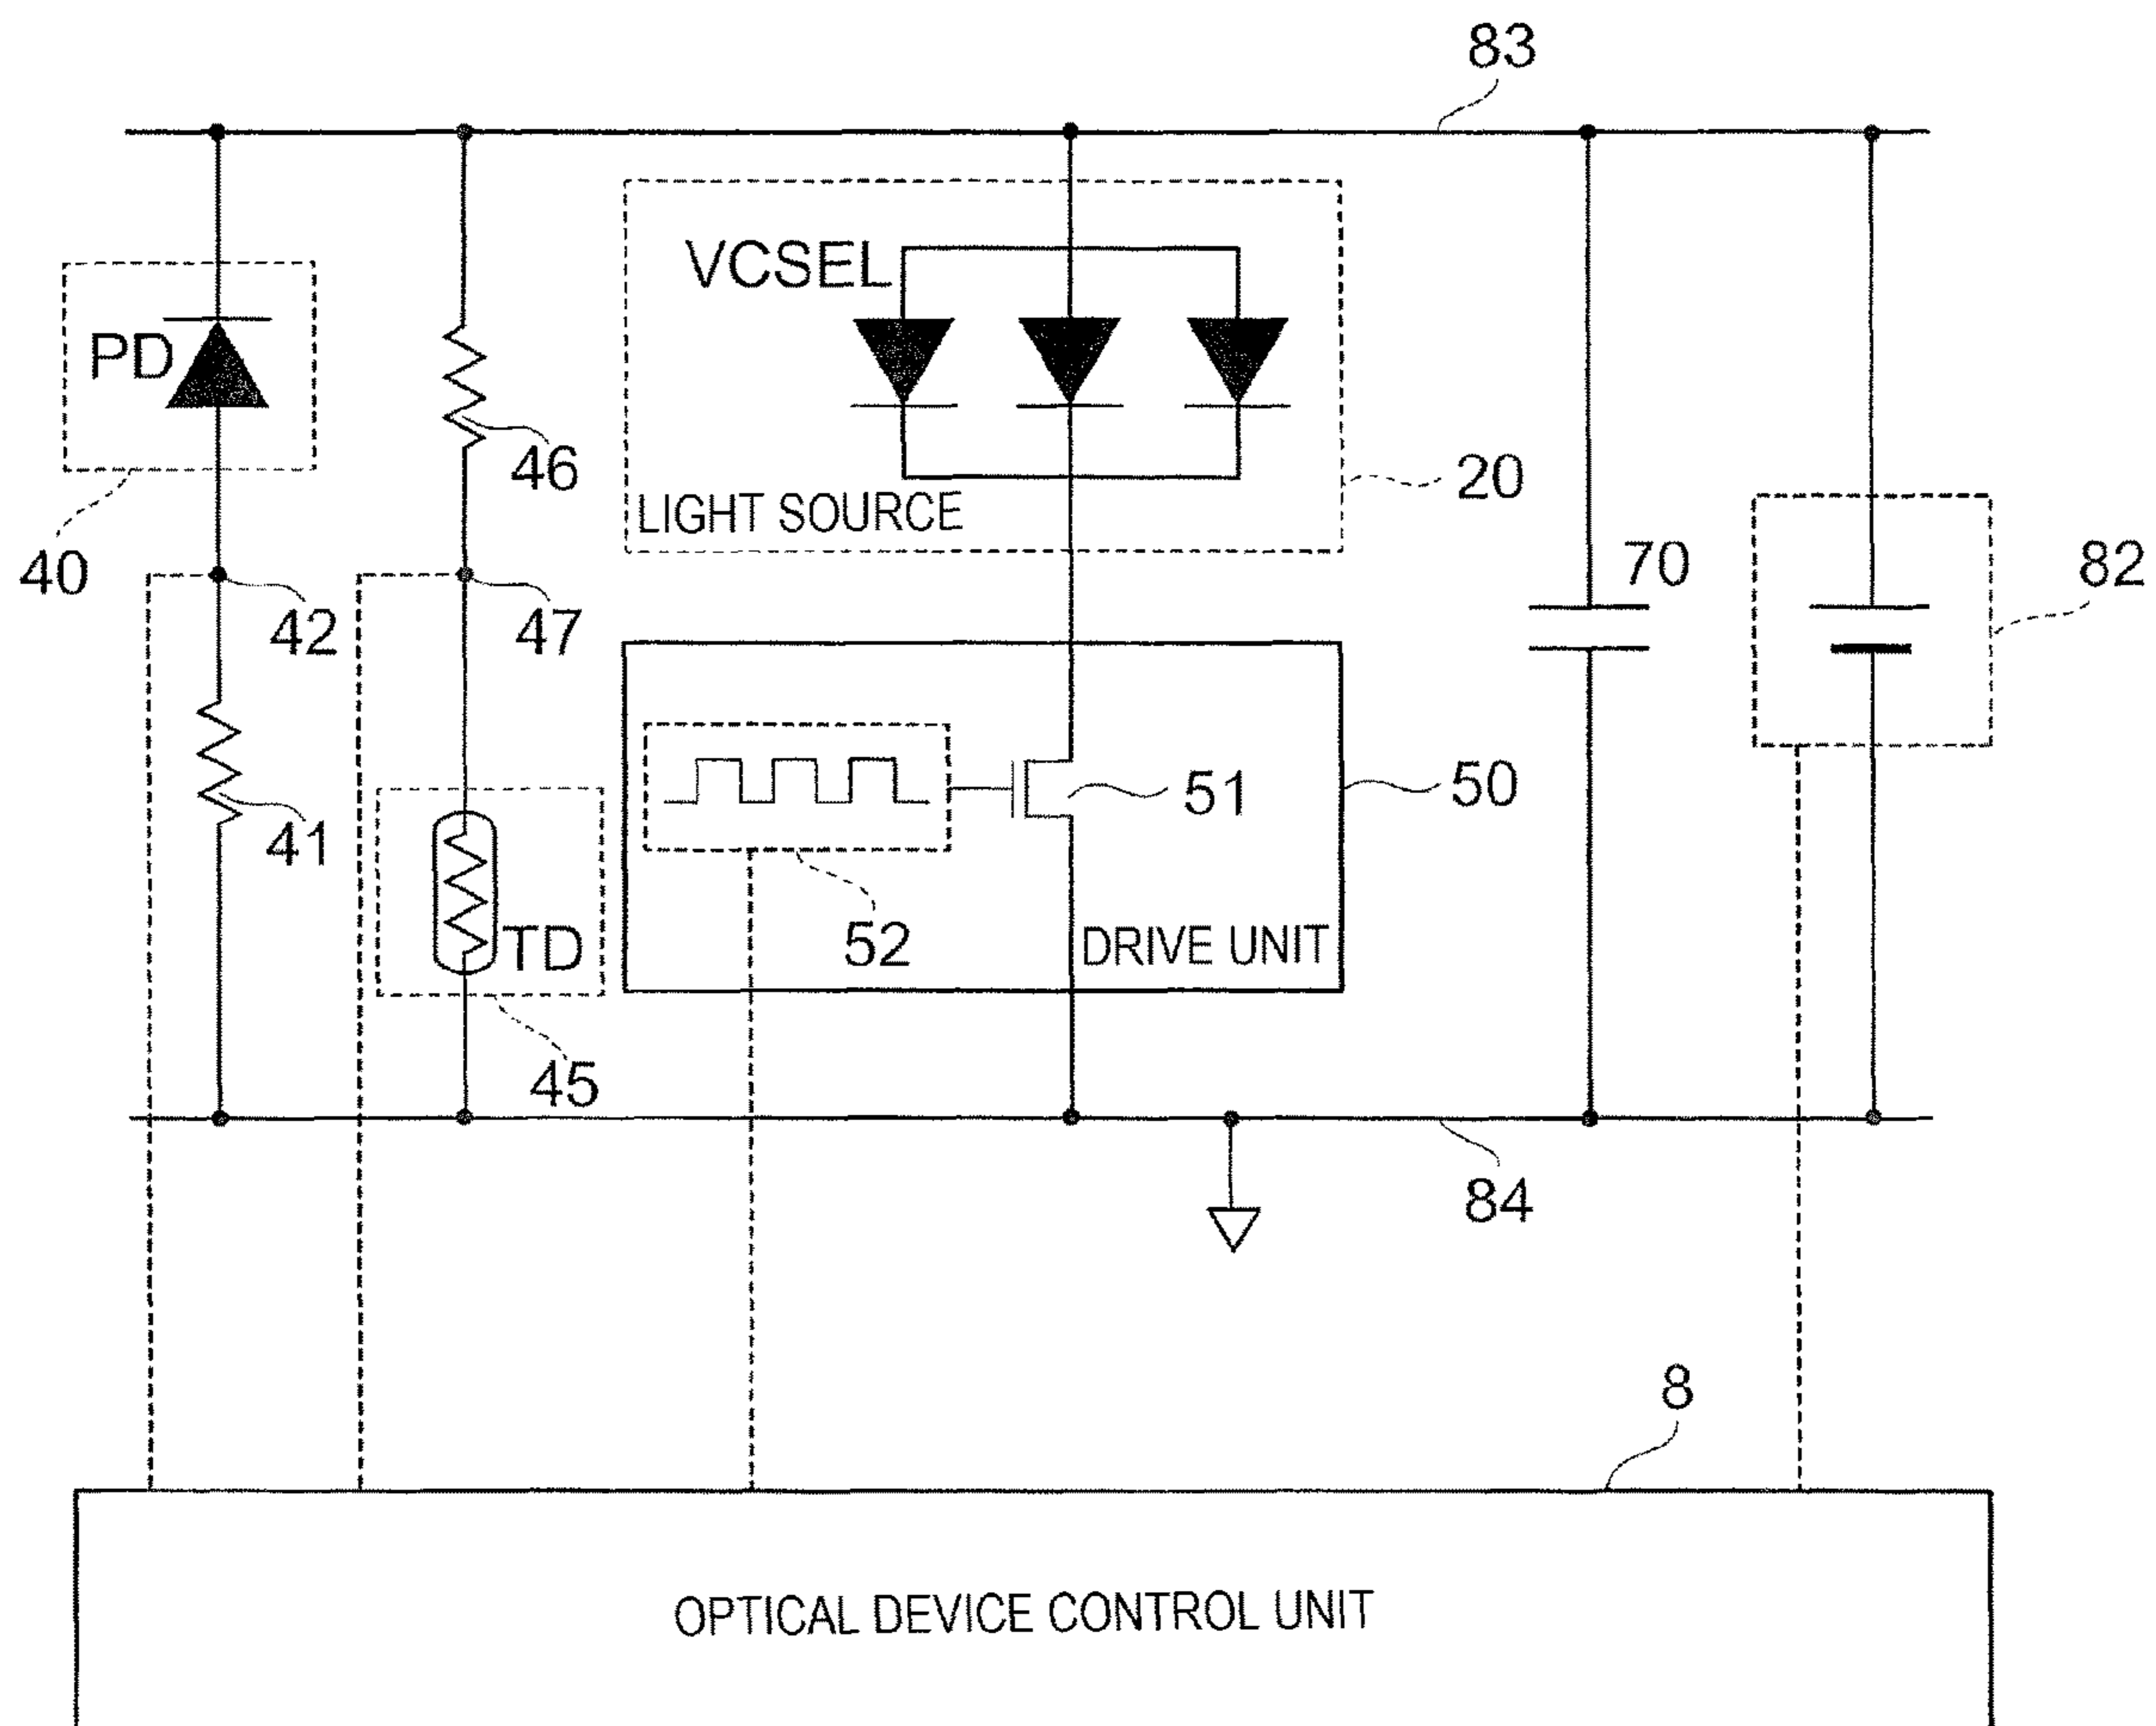 83
VCSEL
PD
46
20
LIGHT SOURCE
70
82
40
42
47
51
50
41
52
TD
DRIVE UNIT
45
84
8
OPTICAL DEVICE CONTROL UNIT